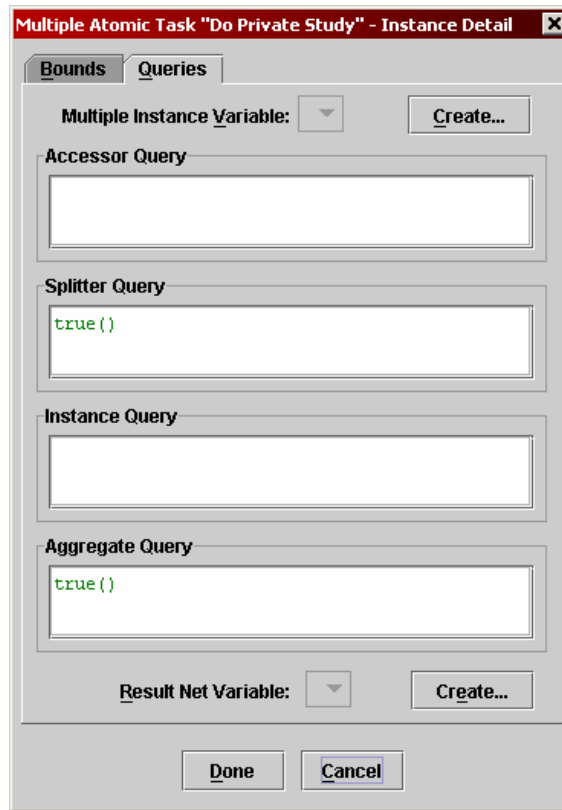 Multiple Atomic Task "Do Private Study" - Instance Detail
Bounds Queries
Multiple Instance Variable: Create...
Accessor Query
Splitter Query
true()
Instance Query
Aggregate Query
true()
Result Net Variable: Create...
Done Cancel